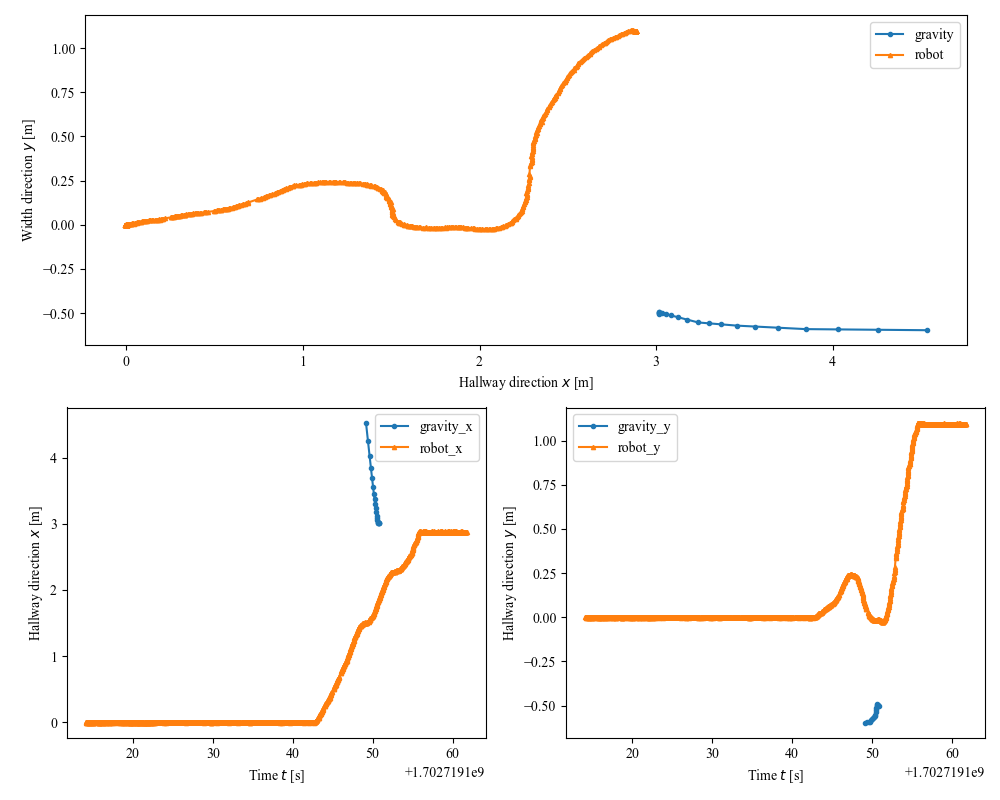 gravity
robot
1.00
0.75
0.50
0.25
0.00
−0.25
−0.50
Width direction y [m]
0 1 2 3 4
Hallway direction x [m]
gravity_x
robot_x
4
3
2
1
0
Hallway direction x [m]
20 30 40 50 60
Time t [s]
+1.7027191e9
gravity_y
robot_y
1.00
0.75
0.50
0.25
0.00
−0.25
−0.50
Hallway direction y [m]
20 30 40 50 60
Time t [s]
+1.7027191e9